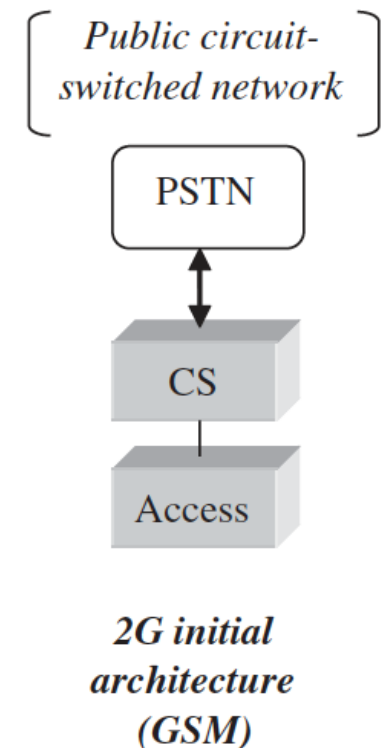 Public circuit-
switched network
PSTN
CS
Access
2G initial
architecture
(GSM)